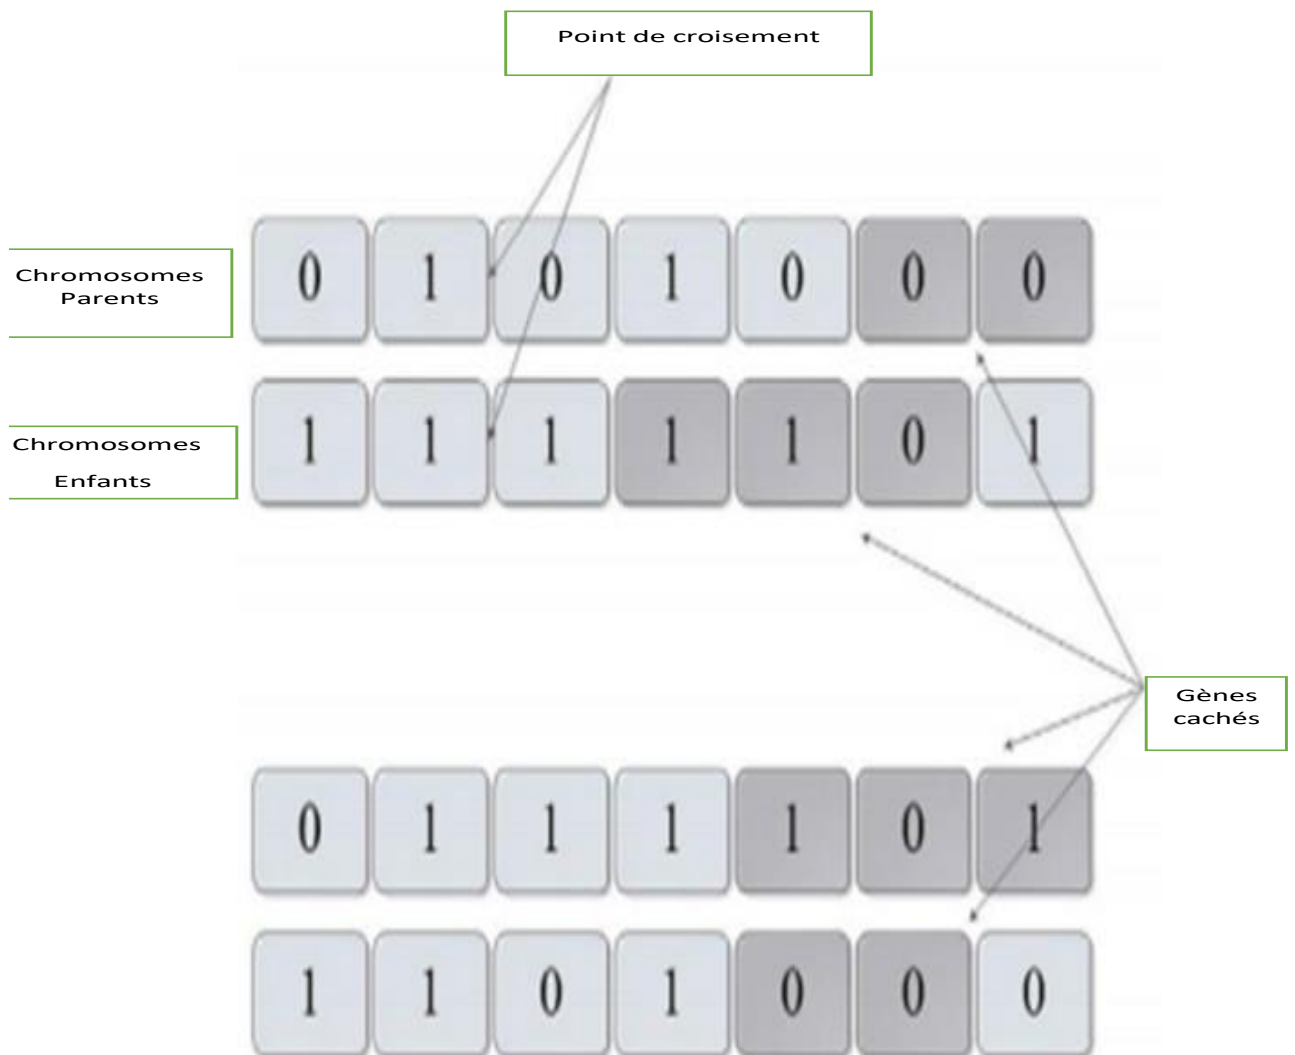 Point de croisement
0 1 0 1 0 0 0
Chromosomes
Parents
1 1 1 1 1 0 1
Chromosomes
Enfants
Gènes
cachés
0 1 1 1 1 0 1
1 1 0 1 0 0 0